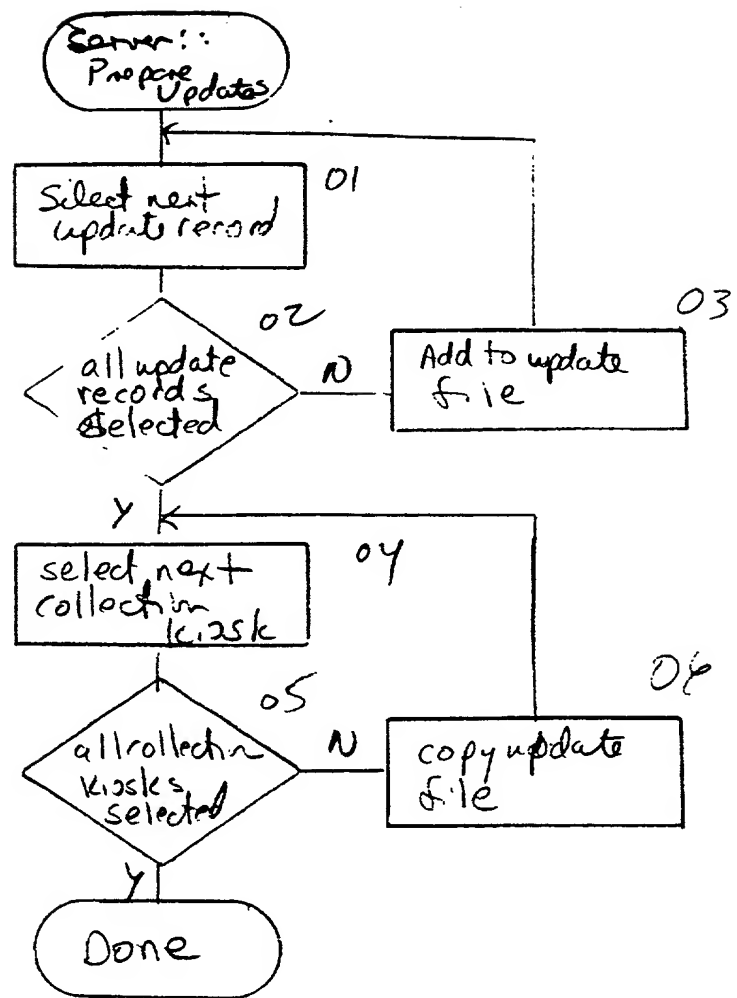 Server::
Prepare
Updates
01
Select next
update record
02
all update
records
selected
N
03
Add to update
file
Y
04
select next
collection
kiosk
05
all collection
kiosks
selected
N
06
copy update
file
Y
Done